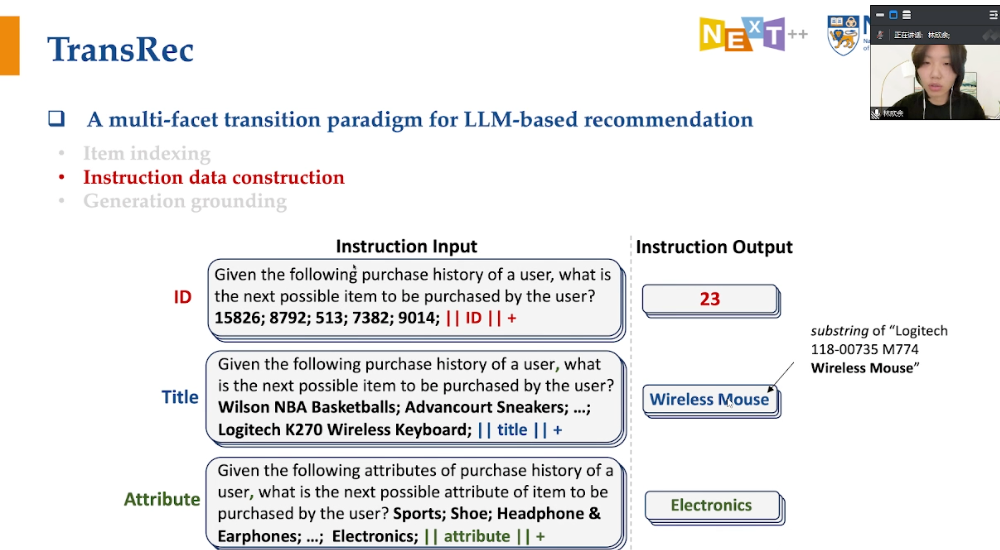 TransRec
NEXT++
Na
of
正在讲话: 林欣余;
林欣余
A multi-facet transition paradigm for LLM-based recommendation
• Item indexing
• Instruction data construction
• Generation grounding
Instruction Input
Instruction Output
ID
Given the following purchase history of a user, what is
the next possible item to be purchased by the user?
15826; 8792; 513; 7382; 9014; || ID || +
23
substring of “Logitech
118-00735 M774
Wireless Mouse”
Title
Given the following purchase history of a user, what
is the next possible item to be purchased by the user?
Wilson NBA Basketballs; Advancourt Sneakers; ...;
Logitech K270 Wireless Keyboard; || title || +
Wireless Mouse
Attribute
Given the following attributes of purchase history of a
user, what is the next possible attribute of item to be
purchased by the user? Sports; Shoe; Headphone &
Earphones; ...; Electronics; || attribute || +
Electronics